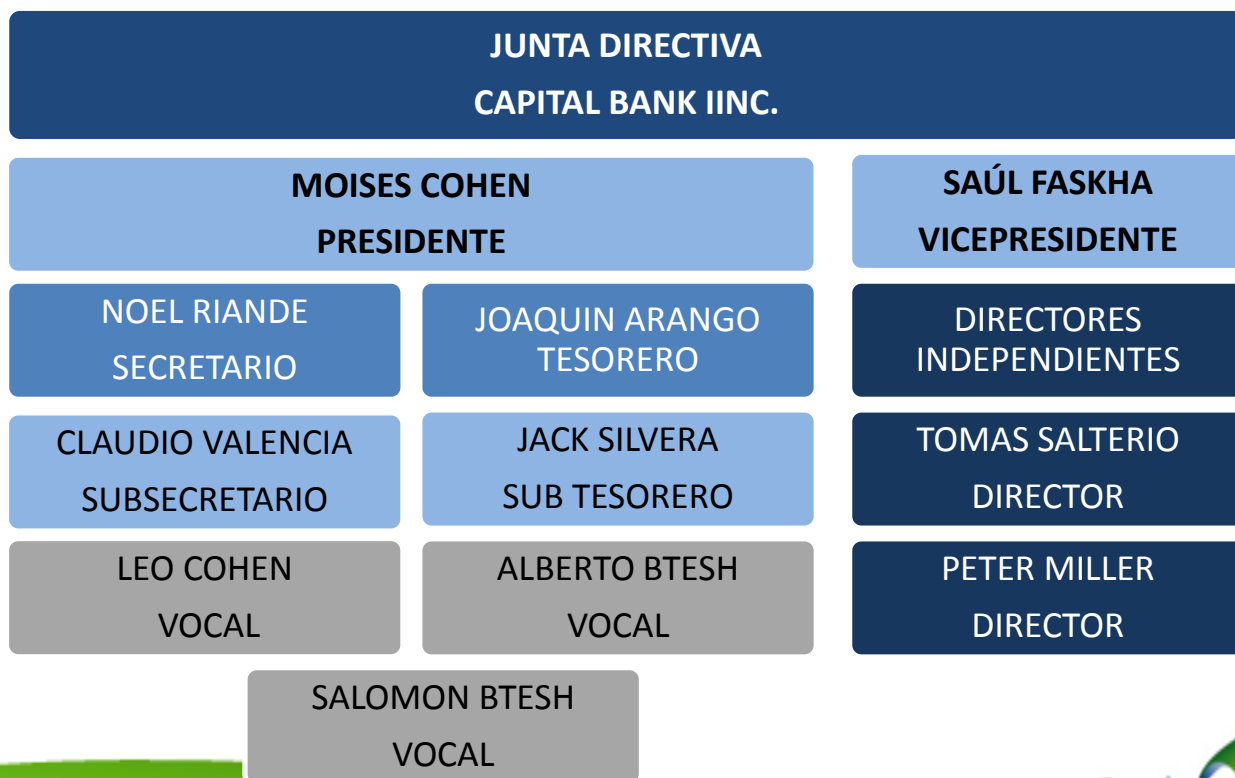 JUNTA DIRECTIVA
CAPITAL BANK IINC.
MOISES COHEN
PRESIDENTE
SAÚL FASKHA
VICEPRESIDENTE
NOEL RIANDE
SECRETARIO
JOAQUIN ARANGO
TESORERO
DIRECTORES
INDEPENDIENTES
CLAUDIO VALENCIA
SUBSECRETARIO
JACK SILVERA
SUB TESORERO
TOMAS SALTERIO
DIRECTOR
LEO COHEN
VOCAL
ALBERTO BTESH
VOCAL
PETER MILLER
DIRECTOR
SALOMON BTESH
VOCAL